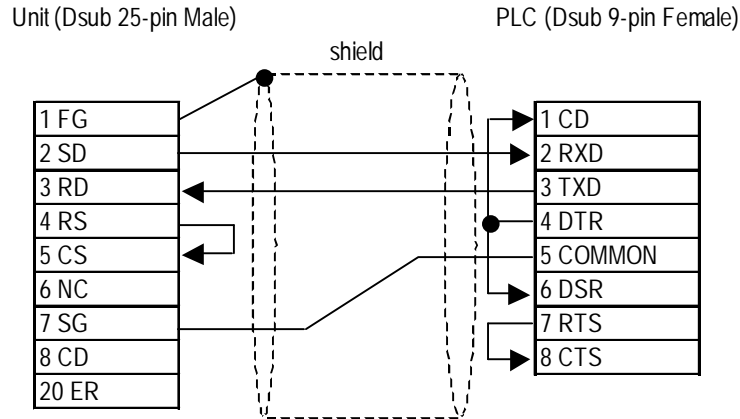 Unit (Dsub 25-pin Male)
PLC (Dsub 9-pin Female)
shield
1 FG
2 SD
3 RD
4 RS
5 CS
6 NC
7 SG
8 CD
20 ER
1 CD
2 RXD
3 TXD
4 DTR
5 COMMON
6 DSR
7 RTS
8 CTS